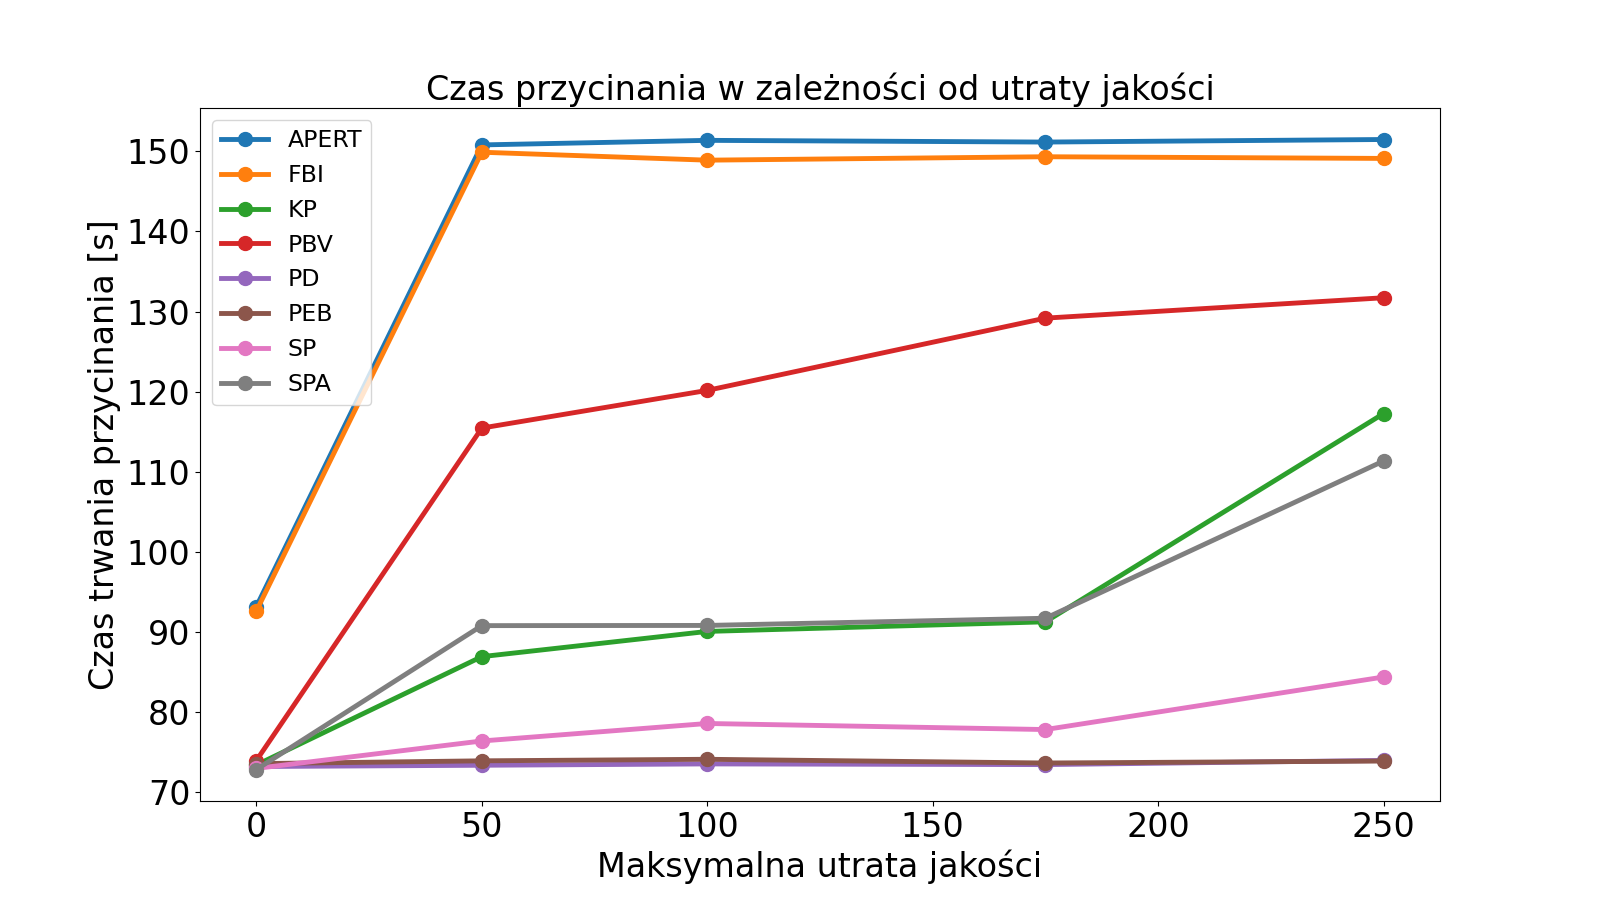 Czas przycinania w zależności od utraty jakości
APERT
FBI
KP
PBV
PD
PEB
SP
SPA
Czas trwania przycinania [s]
150
140
130
120
110
100
90
80
70
0 50 100 150 200 250
Maksymalna utrata jakości